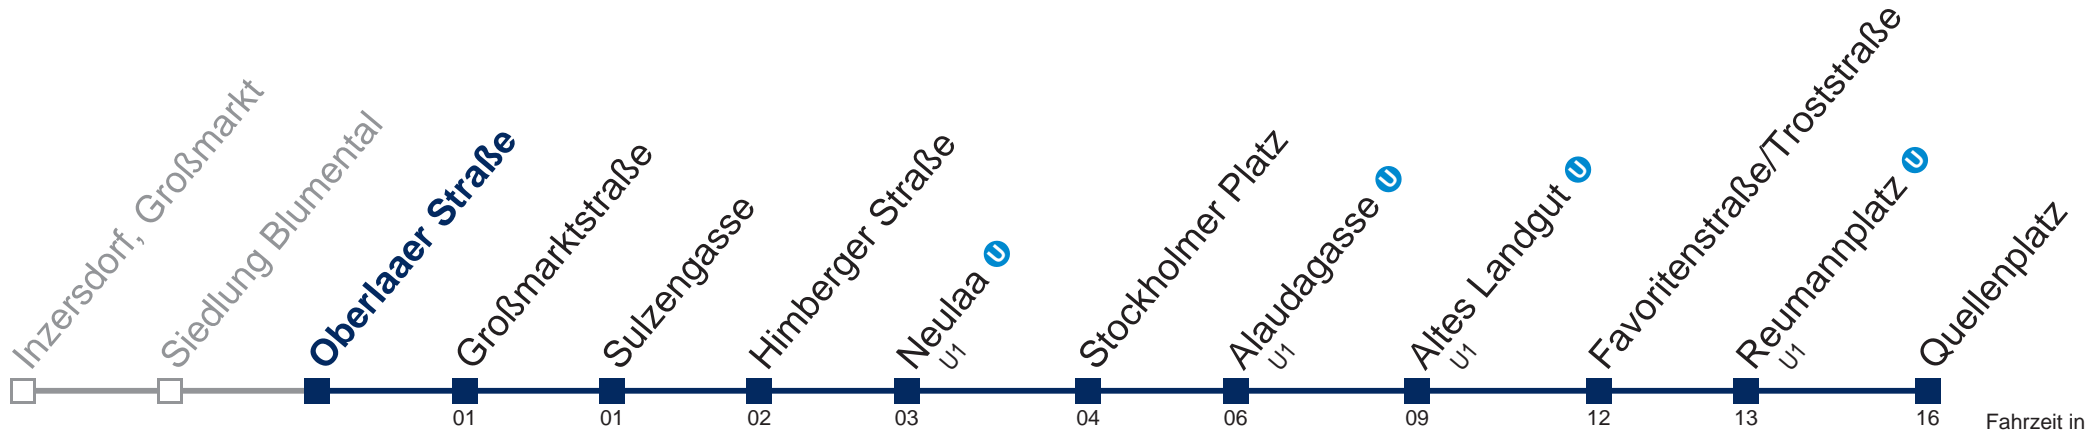 Inzersdorf, Großmarkt
Siedlung Blumental
Oberlaaer Straße
Großmarktstraße
Sulzengasse
Himberger Straße
Neulaa U
U1
Stockholmer Platz
Alaudagasse U
U1
Altes Landgut U
U1
Favoritenstraße/Troststraße
Reumannplatz U
U1
Quellenplatz
01 01 02 03 04 06 09 12 13 16 Fahrzeit in